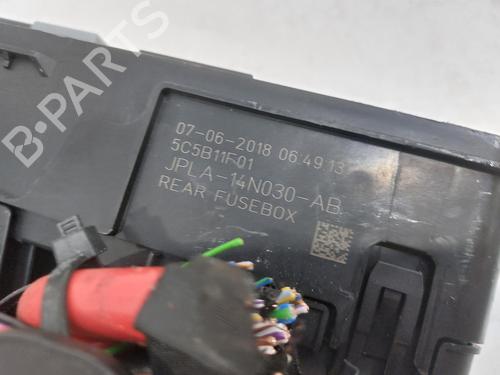 B-PARTS
07-06-2018 06:49:13
5C5B11F01
JPLA-14N030-AB
REAR FUSEBOX